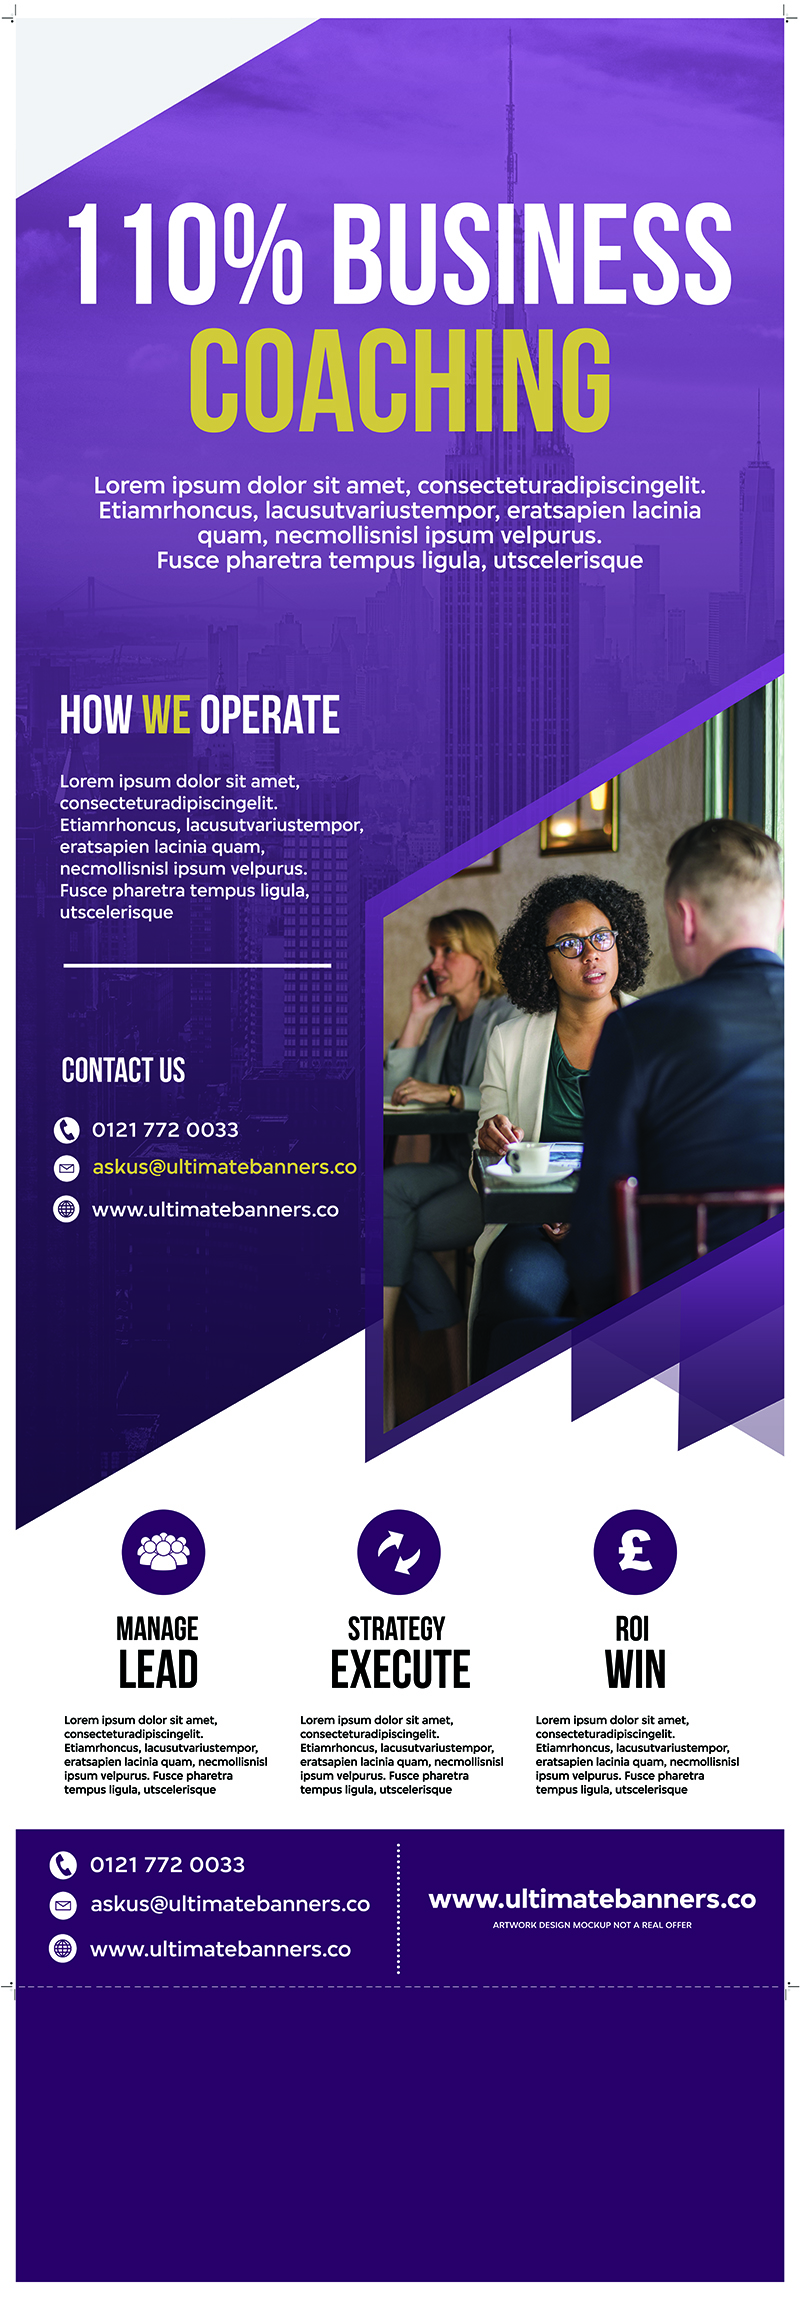 110% BUSINESS
COACHING
Lorem ipsum dolor sit amet, consecteturadipiscingelit.
Etiamrhoncus, lacusutvariustempor, eratsapien lacinia
quam, necmollisnisl ipsum velpurus.
Fusce pharetra tempus ligula, utscelerisque
HOW WE OPERATE
Lorem ipsum dolor sit amet,
consecteturadipiscingelit.
Etiamrhoncus, lacusutvariustempor,
eratsapien lacinia quam,
necmollisnisl ipsum velpurus.
Fusce pharetra tempus ligula,
utscelerisque
CONTACT US
0121 772 0033
askus@ultimatebanners.co
www.ultimatebanners.co
£
MANAGE
LEAD
Lorem ipsum dolor sit amet,
consecteturadipiscingelit.
Etiamrhoncus, lacusutvariustempor,
eratsapien lacinia quam, necmollisnisl
ipsum velpurus. Fusce pharetra
tempus ligula, utscelerisque
STRATEGY
EXECUTE
Lorem ipsum dolor sit amet,
consecteturadipiscingelit.
Etiamrhoncus, lacusutvariustempor,
eratsapien lacinia quam, necmollisnisl
ipsum velpurus. Fusce pharetra
tempus ligula, utscelerisque
ROI
WIN
Lorem ipsum dolor sit amet,
consecteturadipiscingelit.
Etiamrhoncus, lacusutvariustempor,
eratsapien lacinia quam, necmollisnisl
ipsum velpurus. Fusce pharetra
tempus ligula, utscelerisque
0121 772 0033
askus@ultimatebanners.co
www.ultimatebanners.co
www.ultimatebanners.co
ARTWORK DESIGN MOCKUP NOT A REAL OFFER